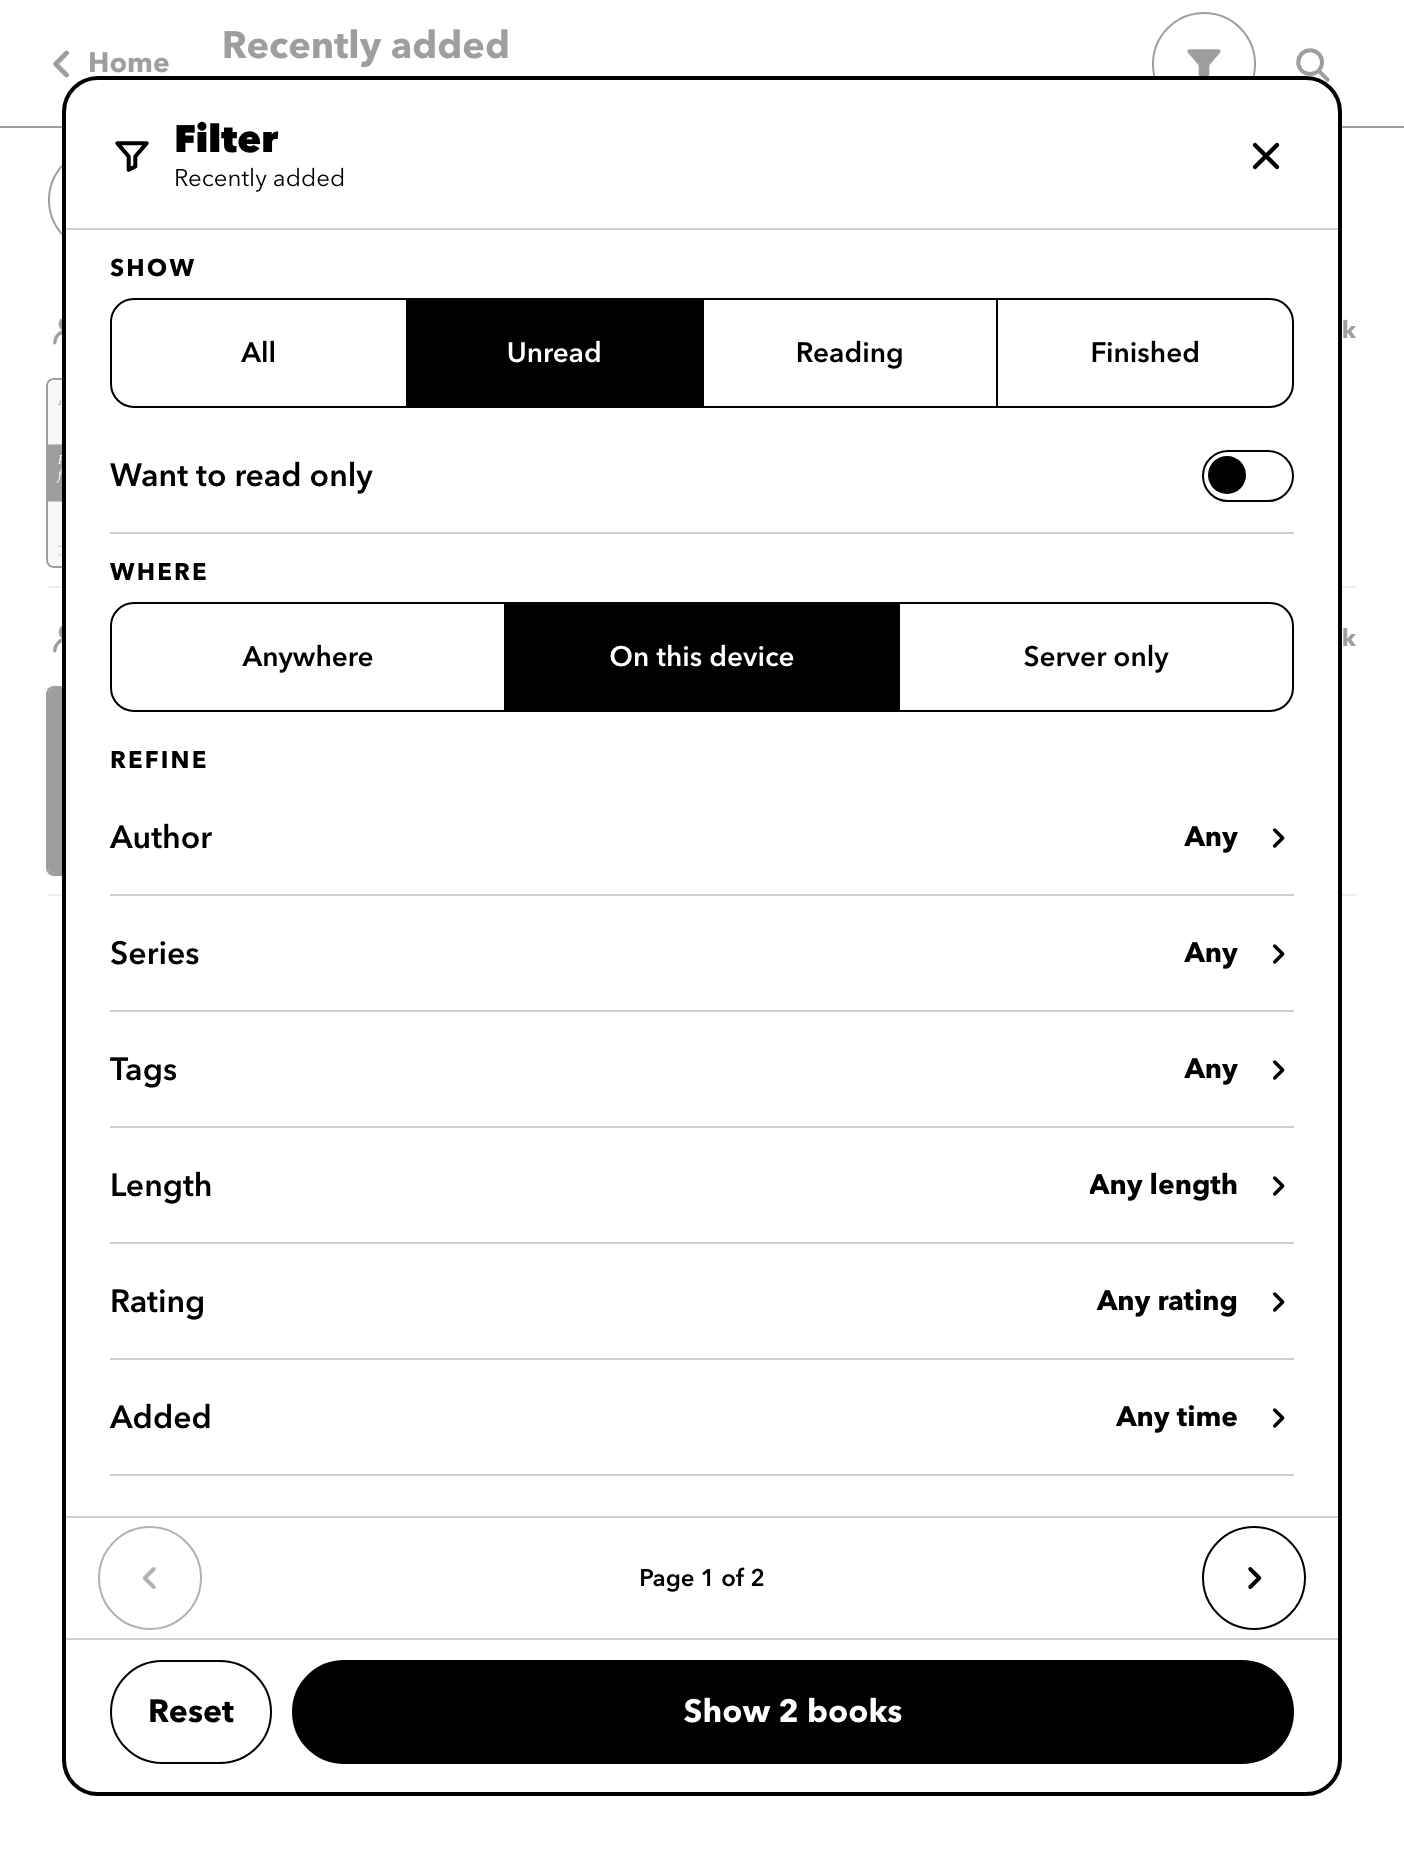 Home
Recently added
Filter
Recently added
SHOW
All Unread Reading Finished
Want to read only
WHERE
Anywhere On this device Server only
REFINE
Author Any
Series Any
Tags Any
Length Any length
Rating Any rating
Added Any time
Page 1 of 2
Reset Show 2 books